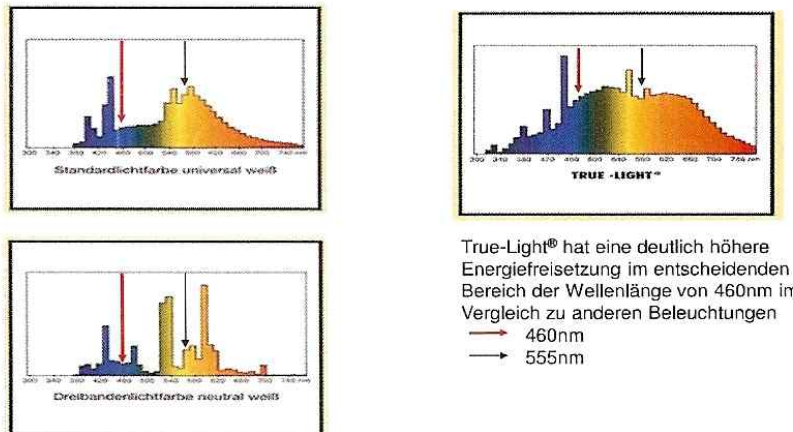 Standardlichtfarbe universal weiß
TRUE -LIGHT®
Dreibandenlichtfarbe neutral weiß
True-Light® hat eine deutlich höhere
Energiefreisetzung im entscheidenden
Bereich der Wellenlänge von 460nm im
Vergleich zu anderen Beleuchtungen
460nm
555nm